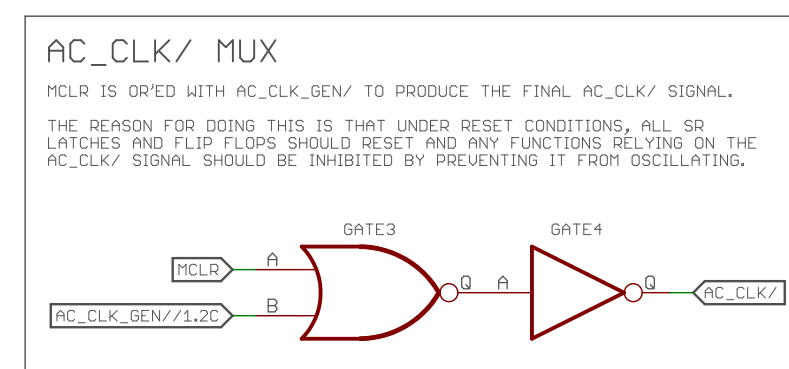 AC_CLK/ MUX
MCLR IS OR'ED WITH AC_CLK_GEN/ TO PRODUCE THE FINAL AC_CLK/ SIGNAL.
THE REASON FOR DOING THIS IS THAT UNDER RESET CONDITIONS, ALL SR
LATCHES AND FLIP FLOPS SHOULD RESET AND ANY FUNCTIONS RELYING ON THE
AC_CLK/ SIGNAL SHOULD BE INHIBITED BY PREVENTING IT FROM OSCILLATING.
GATE3 GATE4
MCLR A Q A Q AC_CLK/
AC_CLK_GEN//1.2C B